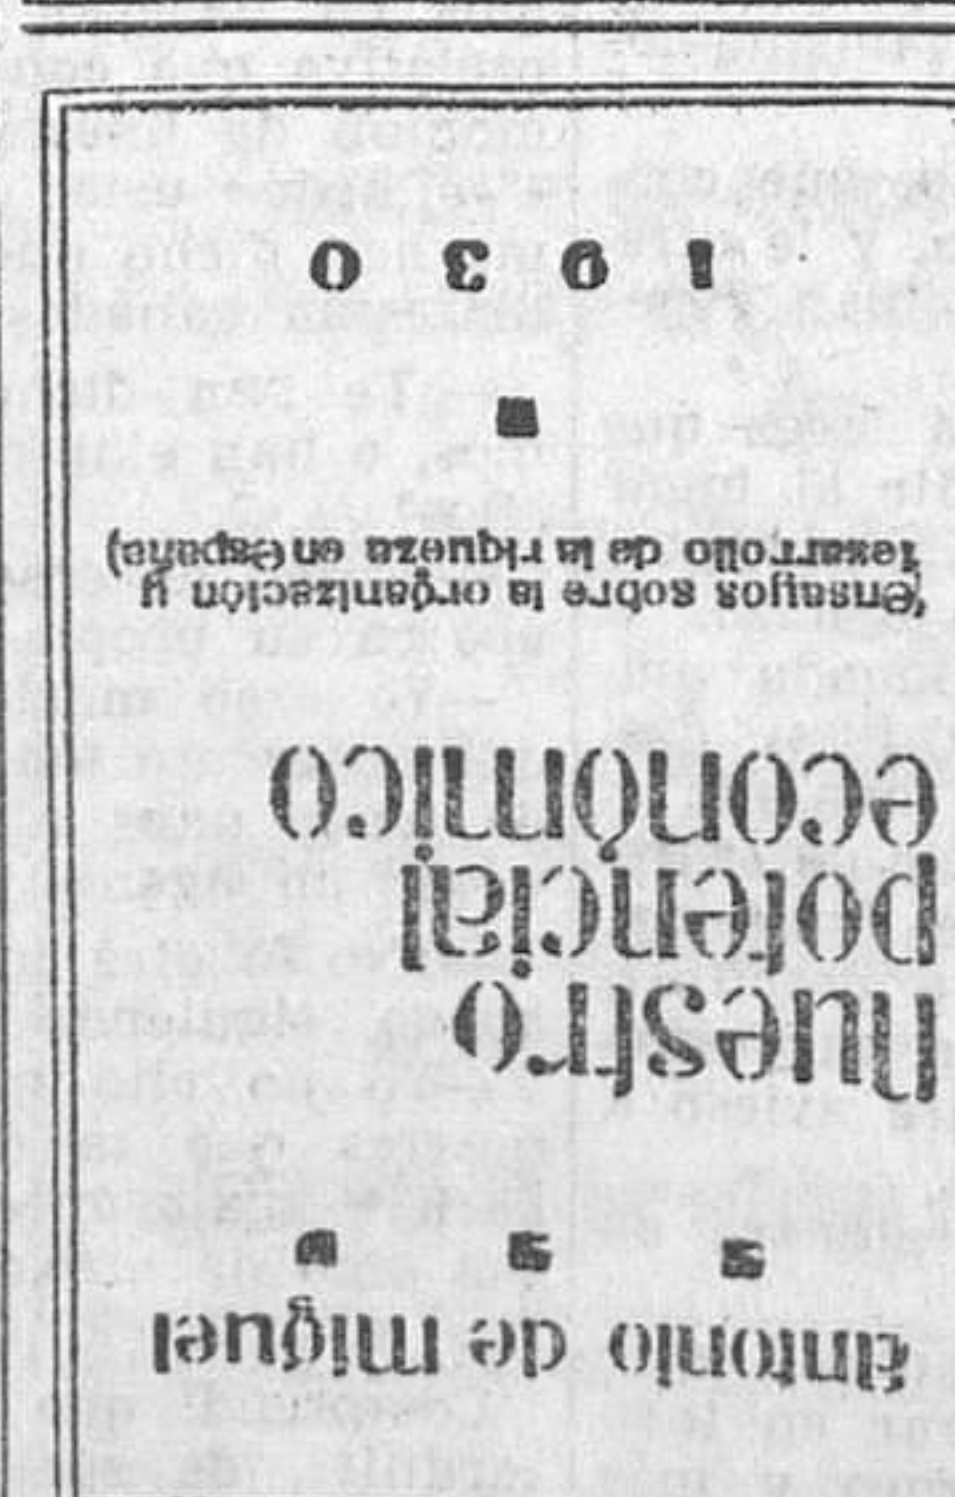 antonio de miguel
nuestro
potencial
económico
(ensayos sobre la organización y
desarrollo de la riqueza en españa)
1930